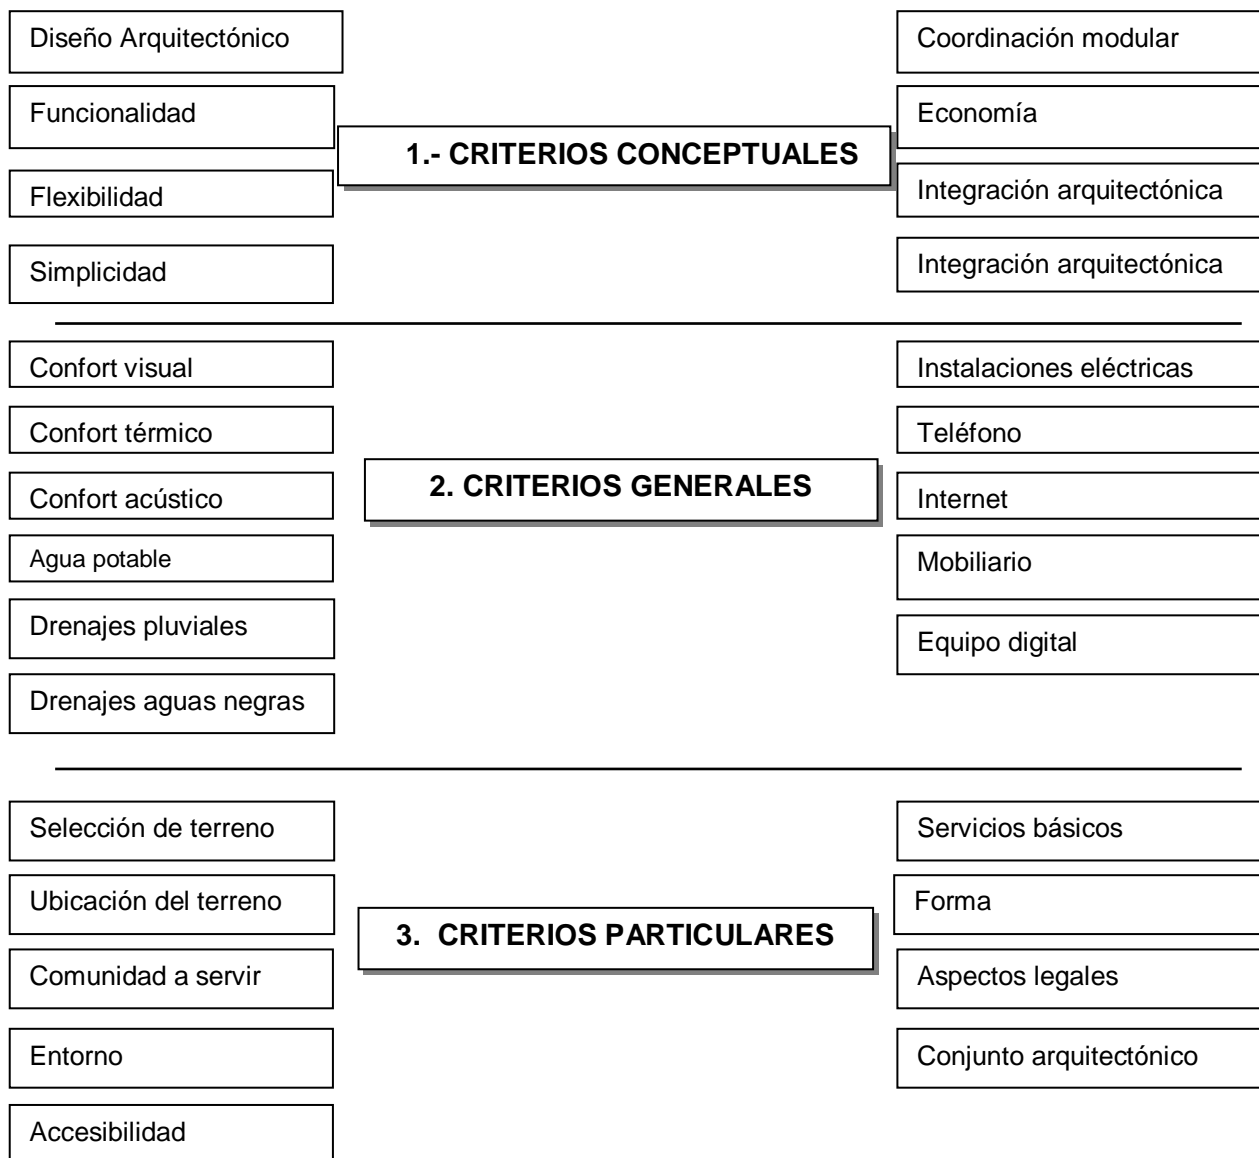 Diseño Arquitectónico
Funcionalidad
Flexibilidad
Simplicidad
1.- CRITERIOS CONCEPTUALES
Coordinación modular
Economía
Integración arquitectónica
Integración arquitectónica
Confort visual
Confort térmico
Confort acústico
Agua potable
Drenajes pluviales
Drenajes aguas negras
2. CRITERIOS GENERALES
Instalaciones eléctricas
Teléfono
Internet
Mobiliario
Equipo digital
Selección de terreno
Ubicación del terreno
Comunidad a servir
Entorno
Accesibilidad
3. CRITERIOS PARTICULARES
Servicios básicos
Forma
Aspectos legales
Conjunto arquitectónico